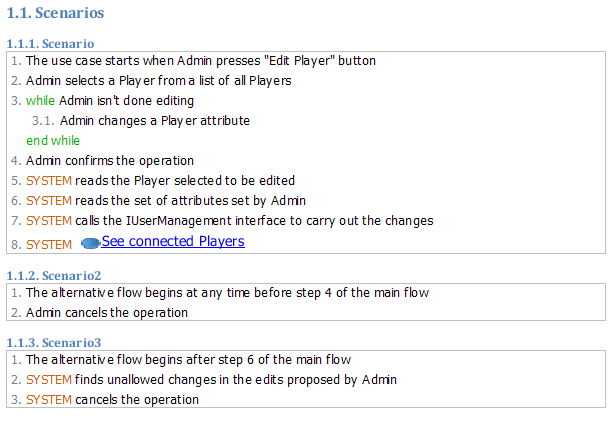 1.1. Scenarios
1.1.1. Scenario
1. The use case starts when Admin presses "Edit Player" button
2. Admin selects a Player from a list of all Players
3. while Admin isn't done editing
3.1. Admin changes a Player attribute
end while
4. Admin confirms the operation
5. SYSTEM reads the Player selected to be edited
6. SYSTEM reads the set of attributes set by Admin
7. SYSTEM calls the IUserManagement interface to carry out the changes
8. SYSTEM See connected Players
1.1.2. Scenario2
1. The alternative flow begins at any time before step 4 of the main flow
2. Admin cancels the operation
1.1.3. Scenario3
1. The alternative flow begins after step 6 of the main flow
2. SYSTEM finds unallowed changes in the edits proposed by Admin
3. SYSTEM cancels the operation